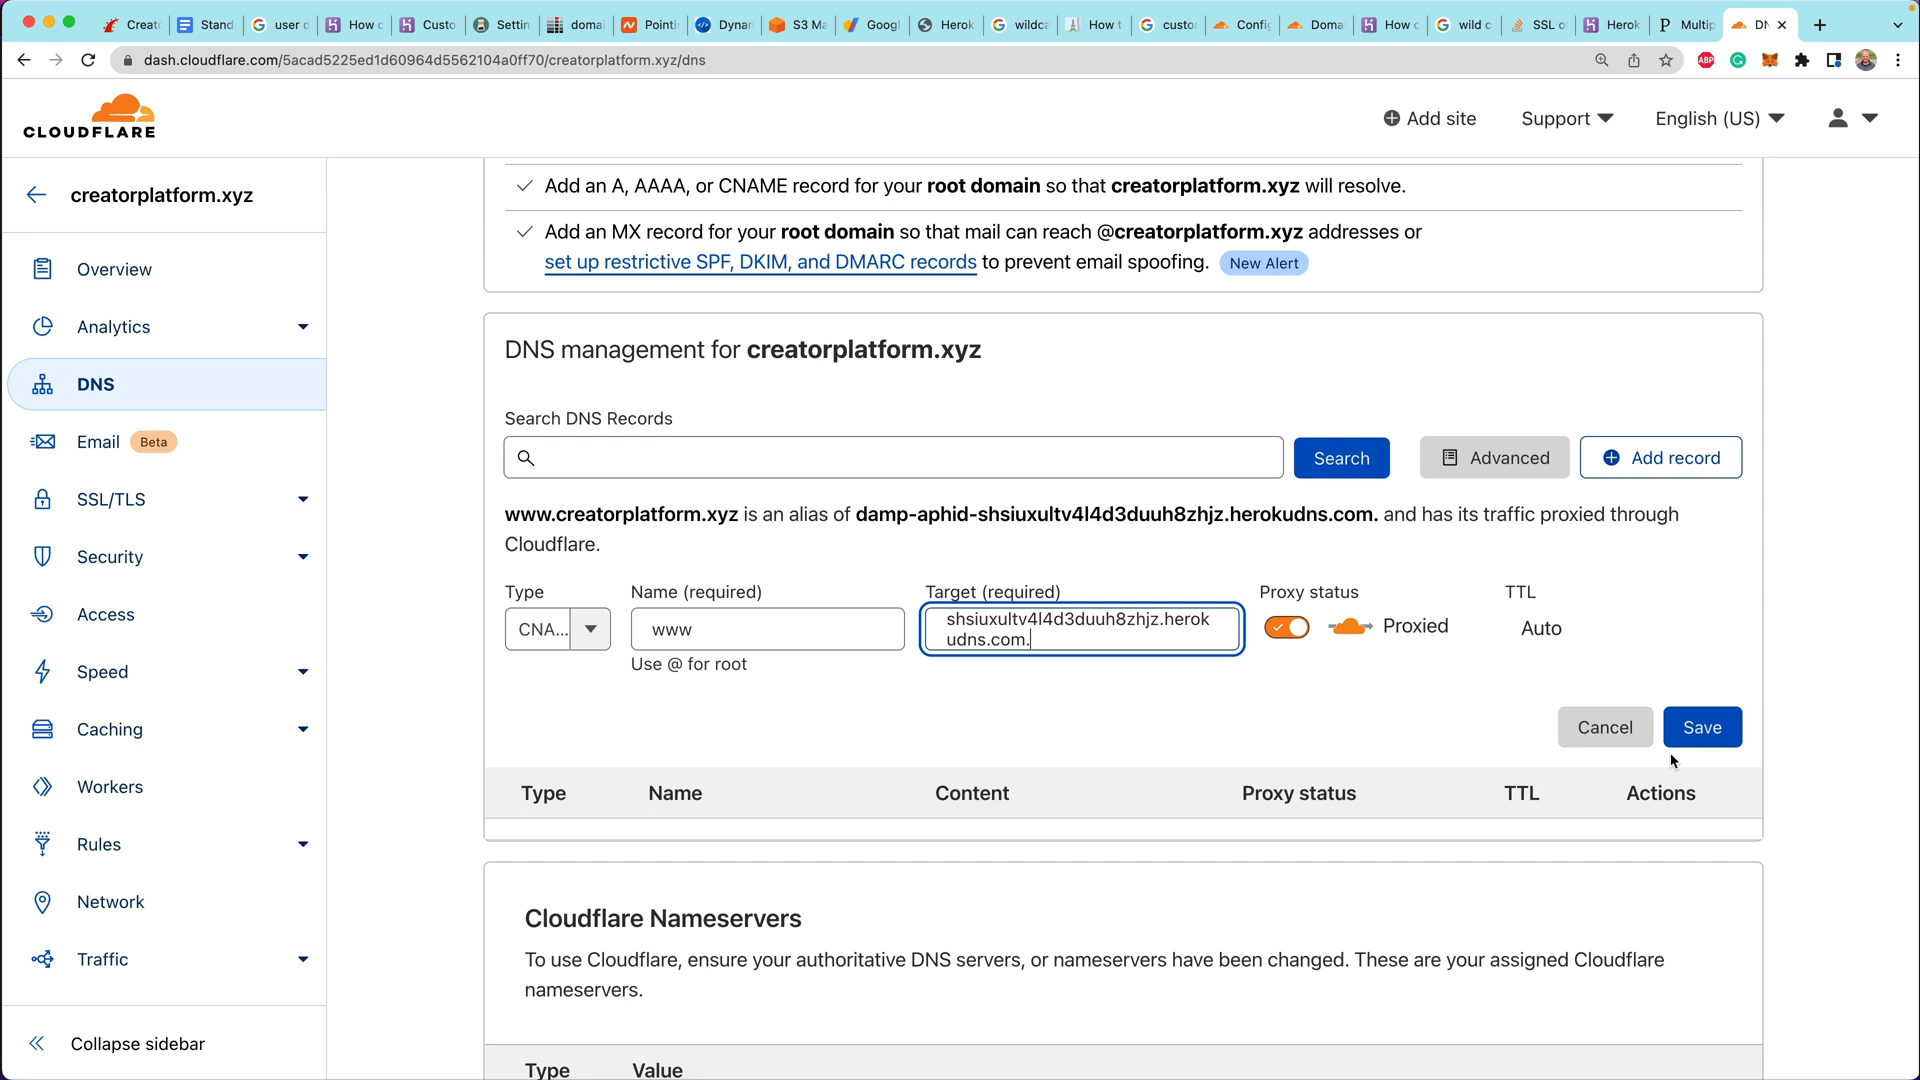 Creato
Stand
user d
How c
Custo
Settin
domai
Pointi
Dynar
S3 Ma
Googl
Herok
wildca
How t
custor
Config
Doma
How c
wild c
SSL o
Herok
Multip
DN
dash.cloudflare.com/5acad5225ed1d60964d5562104a0ff70/creatorplatform.xyz/dns
ABP
CLOUDFLARE
Add site
Support
English (US)
creatorplatform.xyz
Overview
Analytics
DNS
Email Beta
SSL/TLS
Security
Access
Speed
Caching
Workers
Rules
Network
Traffic
Collapse sidebar
Add an A, AAAA, or CNAME record for your root domain so that creatorplatform.xyz will resolve.
Add an MX record for your root domain so that mail can reach @creatorplatform.xyz addresses or
set up restrictive SPF, DKIM, and DMARC records to prevent email spoofing. New Alert
DNS management for creatorplatform.xyz
Search DNS Records
Search
Advanced
Add record
www.creatorplatform.xyz is an alias of damp-aphid-shsiuxultv4l4d3duuh8zhjz.herokudns.com. and has its traffic proxied through
Cloudflare.
Type
Name (required)
Target (required)
Proxy status
TTL
CNA...
www
shsiuxultv4l4d3duuh8zhjz.herok
udns.com.
Proxied
Auto
Use @ for root
Cancel
Save
Type
Name
Content
Proxy status
TTL
Actions
Cloudflare Nameservers
To use Cloudflare, ensure your authoritative DNS servers, or nameservers have been changed. These are your assigned Cloudflare
nameservers.
Type
Value